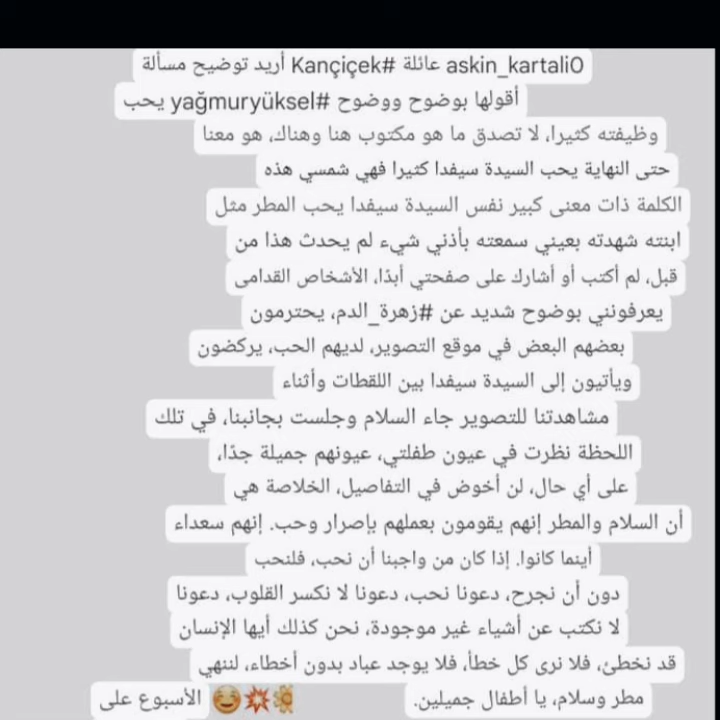 askin_kartali0 عائلة #Kançiçek أريد توضيح مسألة
أقولها بوضوح ووضوح #yağmuryüksel يحب
وظيفته كثيرا، لا تصدق ما هو مكتوب هنا وهناك، هو معنا
حتى النهاية يحب السيدة سيفدا كثيرا فهي شمسي هذه
الكلمة ذات معنى كبير نفس السيدة سيفدا يحب المطر مثل
ابنته شهدته بعيني سمعته بأذني شيء لم يحدث هذا من
قبل، لم أكتب أو أشارك على صفحتي أبدًا، الأشخاص القدامى
يعرفونني بوضوح شديد عن #زهرة_الدم، يحترمون
بعضهم البعض في موقع التصوير، لديهم الحب، يركضون
ويأتيون إلى السيدة سيفدا بين اللقطات وأثناء
مشاهدتنا للتصوير جاء السلام وجلست بجانبنا، في تلك
اللحظة نظرت في عيون طفلتي، عيونهم جميلة جدًا،
على أي حال، لن أخوض في التفاصيل، الخلاصة هي
أن السلام والمطر إنهم يقومون بعملهم بإصرار وحب. إنهم سعداء
أينما كانوا. إذا كان من واجبنا أن نحب، فلنحب
دون أن نجرح، دعونا نحب، دعونا لا نكسر القلوب، دعونا
لا نكتب عن أشياء غير موجودة، نحن كذلك أيها الإنسان
قد نخطئ، فلا نرى كل خطأ، فلا يوجد عباد بدون أخطاء، لننهي
الأسبوع على ☺️💥🌼 مطر وسلام، يا أطفال جميلين.